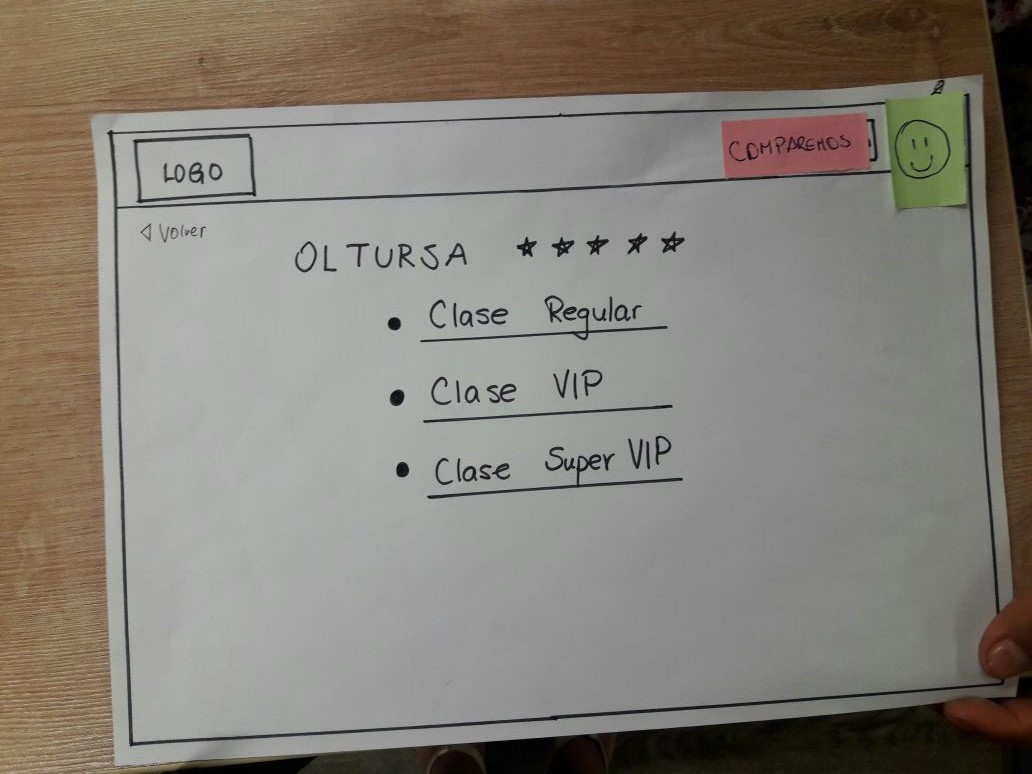 LOGO
COMPAREMOS
Volver
OLTURSA
Clase Regular
Clase VIP
Clase Super VIP